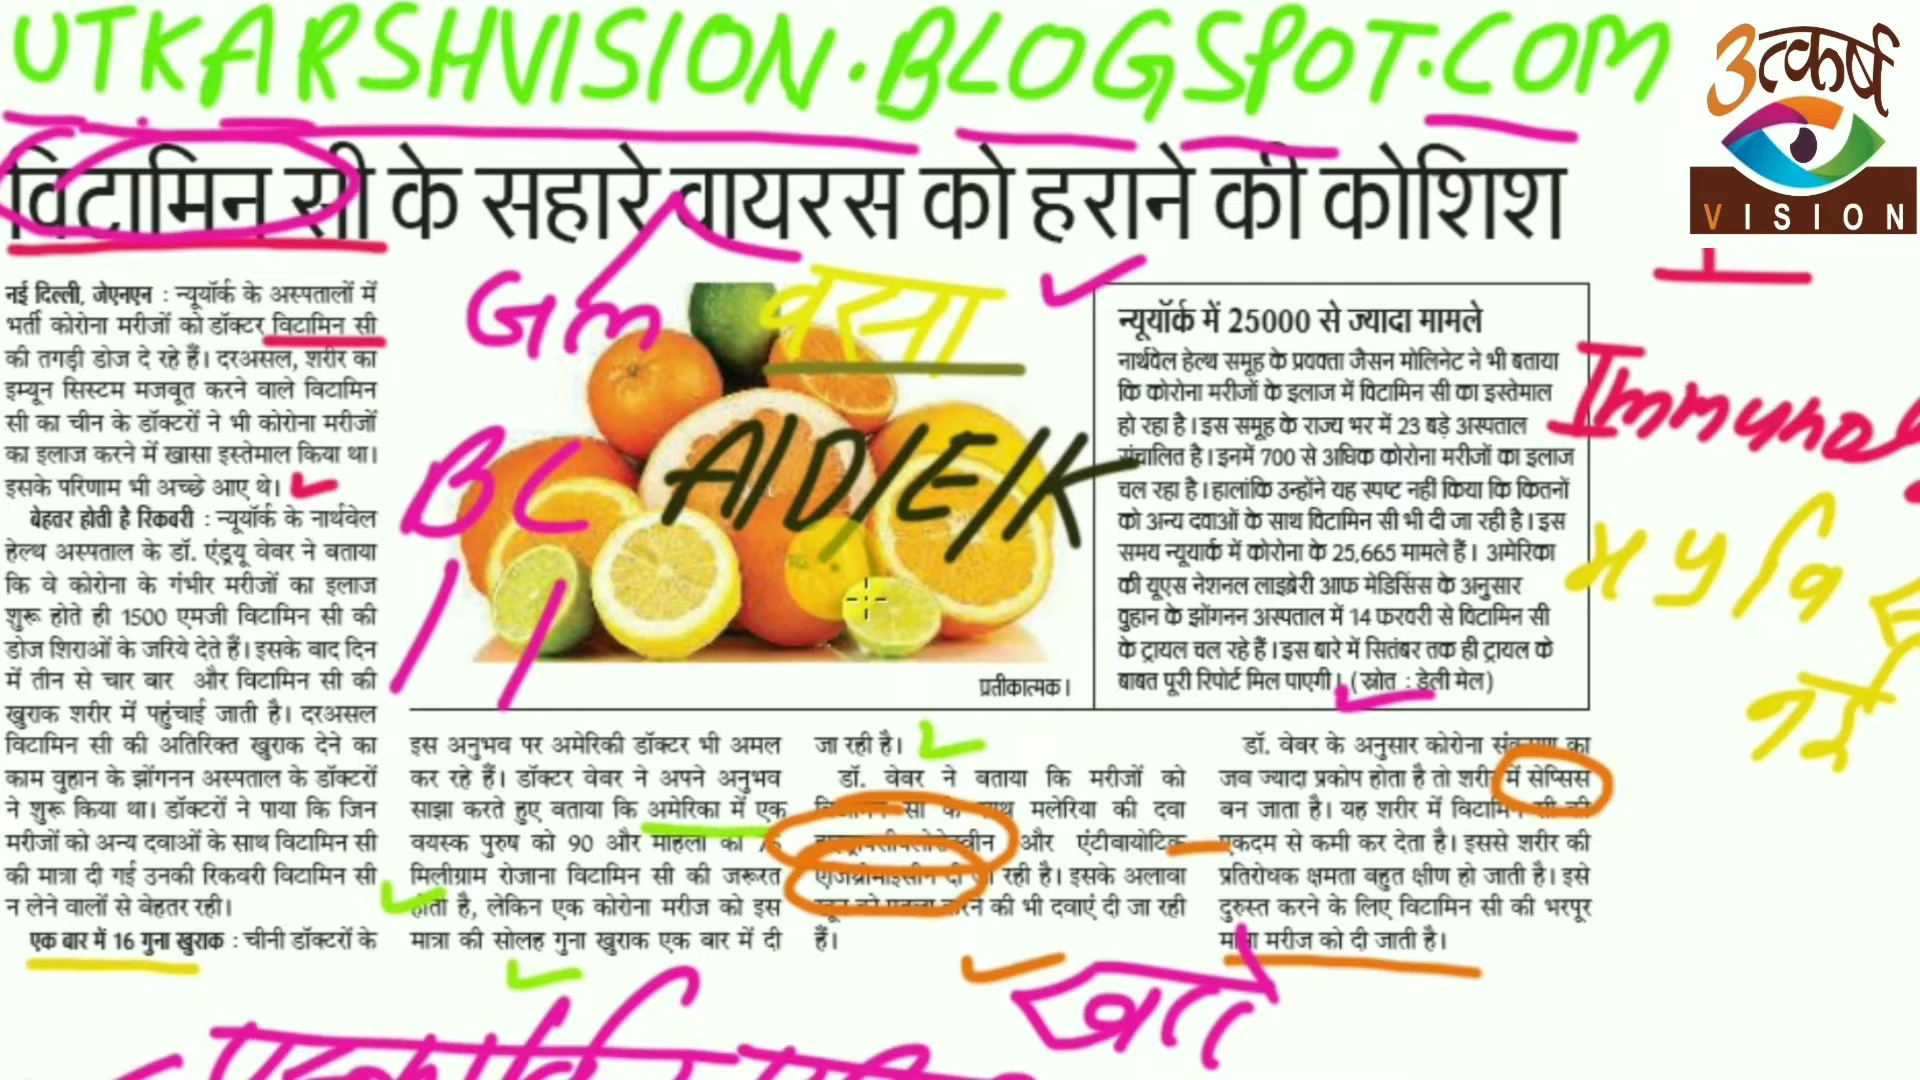 UTKARSHVISION.BLOGSPOT.COM
उत्कर्ष
VISION
विटामिन सी के सहारे वायरस को हराने की कोशिश
नई दिल्ली, जेएनएन : न्यूयॉर्क के अस्पतालों में
भर्ती कोरोना मरीजों को डॉक्टर विटामिन सी
की तगड़ी डोज दे रहे हैं। दरअसल, शरीर का
इम्यून सिस्टम मजबूत करने वाले विटामिन
सी का चीन के डॉक्टरों ने भी कोरोना मरीजों
का इलाज करने में खासा इस्तेमाल किया था।
इसके परिणाम भी अच्छे आए थे।
बेहतर होती है रिकवरी : न्यूयॉर्क के नार्थवेल
हेल्थ अस्पताल के डॉ. एंड्रयू वेबर ने बताया
कि वे कोरोना के गंभीर मरीजों का इलाज
शुरू होते ही 1500 एमजी विटामिन सी की
डोज शिराओं के जरिये देते हैं। इसके बाद दिन
में तीन से चार बार और विटामिन सी की
खुराक शरीर में पहुंचाई जाती है। दरअसल
विटामिन सी की अतिरिक्त खुराक देने का
काम वुहान के झोंगनन अस्पताल के डॉक्टरों
ने शुरू किया था। डॉक्टरों ने पाया कि जिन
मरीजों को अन्य दवाओं के साथ विटामिन सी
की मात्रा दी गई उनकी रिकवरी विटामिन सी
न लेने वालों से बेहतर रही।
एक बार में 16 गुना खुराक : चीनी डॉक्टरों के
वसा
BC
A/D/E/K
प्रतीकात्मक।
इस अनुभव पर अमेरिकी डॉक्टर भी अमल
कर रहे हैं। डॉक्टर वेबर ने अपने अनुभव
साझा करते हुए बताया कि अमेरिका में एक
वयस्क पुरुष को 90 और महिला को
मिलीग्राम रोजाना विटामिन सी की जरूरत
होती है, लेकिन एक कोरोना मरीज को इस
मात्रा की सोलह गुना खुराक एक बार में दी
जा रही है।
डॉ. वेबर ने बताया कि मरीजों को
सी के साथ मलेरिया की दवा
और एंटीबायोटिक
दी रही है। इसके अलावा
करने की भी दवाएं दी जा रही
हैं।
न्यूयॉर्क में 25000 से ज्यादा मामले
नार्थवेल हेल्थ समूह के प्रवक्ता जैसन मोलिनेट ने भी बताया
कि कोरोना मरीजों के इलाज में विटामिन सी का इस्तेमाल
हो रहा है। इस समूह के राज्य भर में 23 बड़े अस्पताल
संचालित है। इनमें 700 से अधिक कोरोना मरीजों का इलाज
चल रहा है। हालांकि उन्होंने यह स्पष्ट नहीं किया कि कितनों
को अन्य दवाओं के साथ विटामिन सी भी दी जा रही है। इस
समय न्यूयार्क में कोरोना के 25,665 मामले हैं। अमेरिका
की यूएस नेशनल लाइब्रेरी आफ मेडिसिंस के अनुसार
वुहान के झोंगनन अस्पताल में 14 फरवरी से विटामिन सी
के ट्रायल चल रहे हैं। इस बारे में सितंबर तक ही ट्रायल के
बाबत पूरी रिपोर्ट मिल पाएगी। (स्रोत : डेली मेल)
डॉ. वेबर के अनुसार कोरोना संक्रमण का
जब ज्यादा प्रकोप होता है तो शरीर में सेप्सिस
बन जाता है। यह शरीर में विटामिन सी की
एकदम से कमी कर देता है। इससे शरीर की
प्रतिरोधक क्षमता बहुत क्षीण हो जाती है। इसे
दुरुस्त करने के लिए विटामिन सी की भरपूर
मात्रा मरीज को दी जाती है।